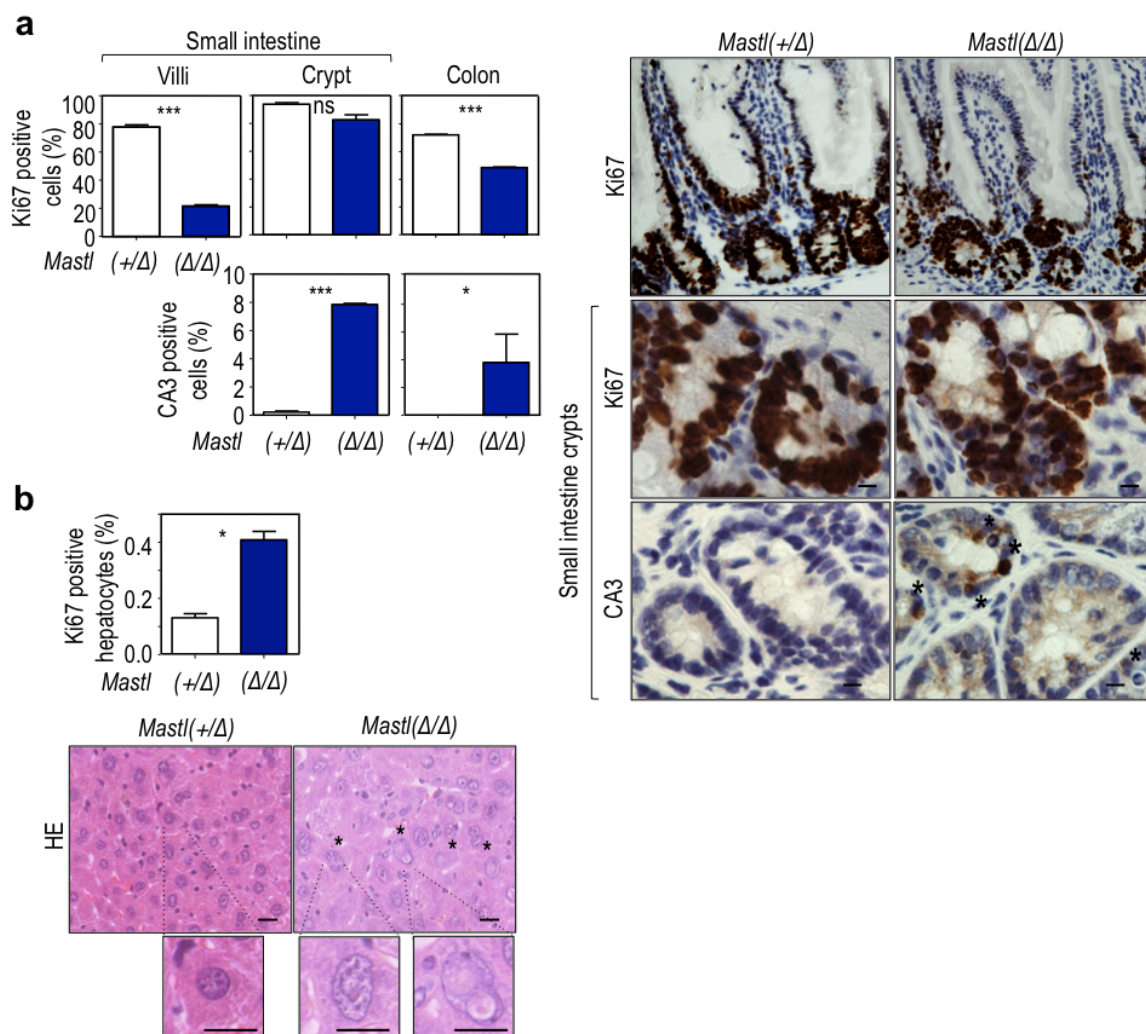 a
Small intestine
Villi
Crypt
Colon
Ki67 positive
cells (%)
100
80
60
40
20
0
***
ns
***
Mastl
(+/Δ)
(Δ/Δ)
CA3 positive
cells (%)
10
8
6
4
2
0
***
*
Mastl
(+/Δ)
(Δ/Δ)
(+/Δ)
(Δ/Δ)
Mastl(+/Δ)
Mastl(Δ/Δ)
Ki67
Small intestine crypts
Ki67
CA3
*
*
*
*
*
b
Ki67 positive
hepatocytes (%)
0.4
0.2
0.0
*
Mastl
(+/Δ)
(Δ/Δ)
Mastl(+/Δ)
Mastl(Δ/Δ)
HE
*
*
*
*